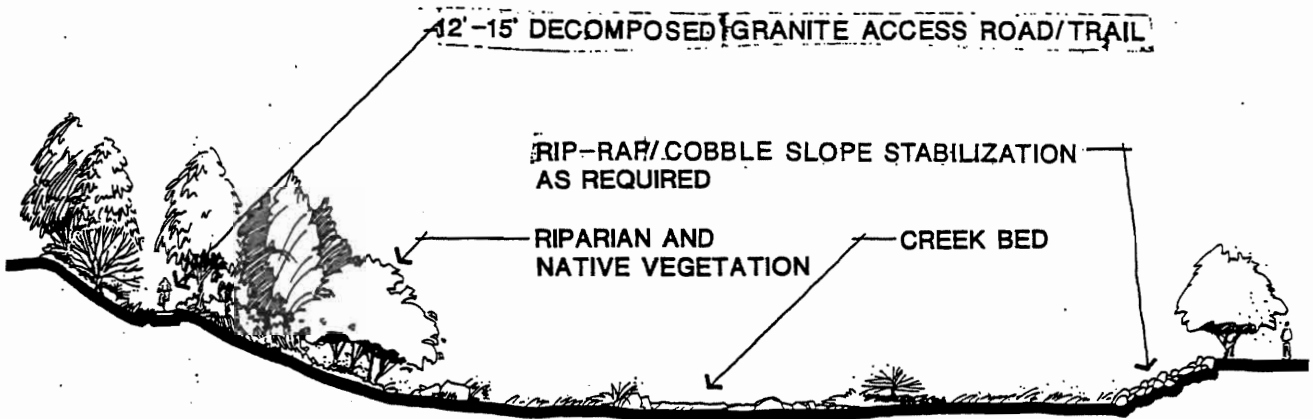 12'-15' DECOMPOSED GRANITE ACCESS ROAD/TRAIL
RIP-RAP/COBBLE SLOPE STABILIZATION
AS REQUIRED
RIPARIAN AND
NATIVE VEGETATION
CREEK BED